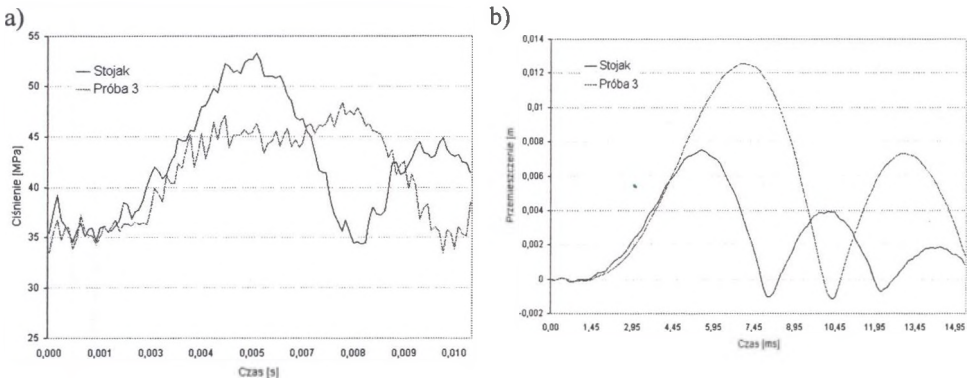 a)
55
50
45
40
35
30
25
Ciśnienie [MPa]
Stojak
Próba 3
0,000 0,001 0,003 0,004 0,005 0,007 0,008 0,009 0,010
Czas [s]
b)
0,014
0,012
0,01
0,008
0,006
0,004
0,002
0
-0,002
Przemieszczenie [m
Stojak
Próba 3
0,00 1,45 2,95 4,45 5,95 7,45 8,95 10,45 11,95 13,45 14,95
Czas [ms]